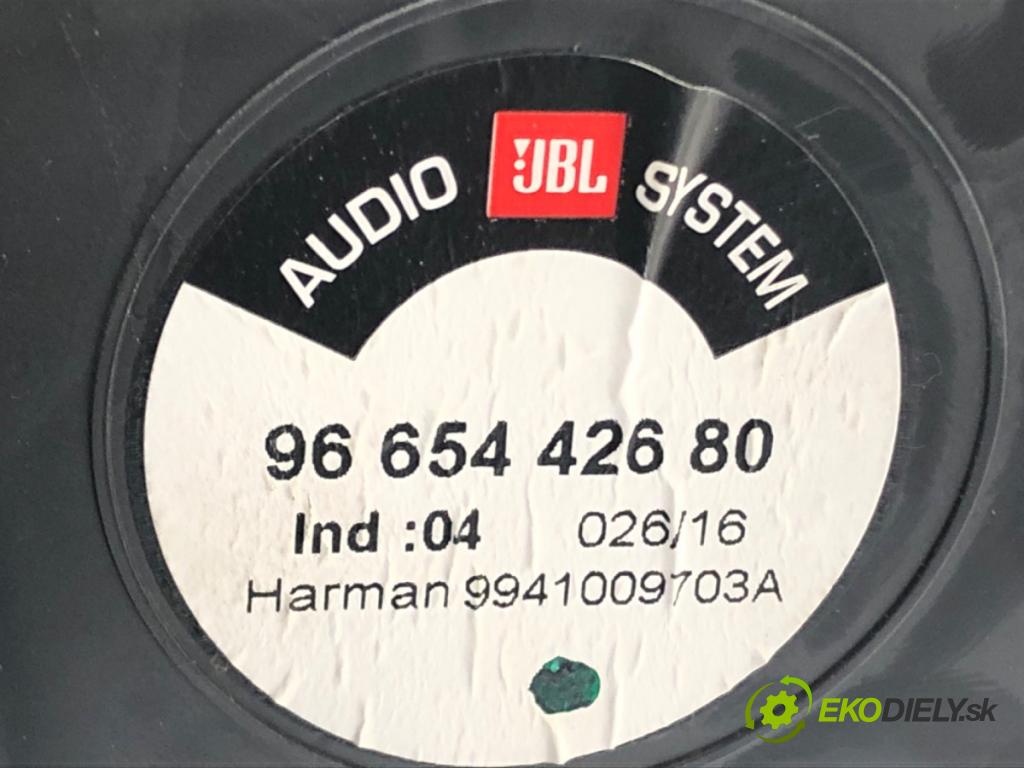 AUDIO JBL SYSTEM
96 654 426 80
Ind :04 026/16
Harman 9941009703A
EKODIELY.sk